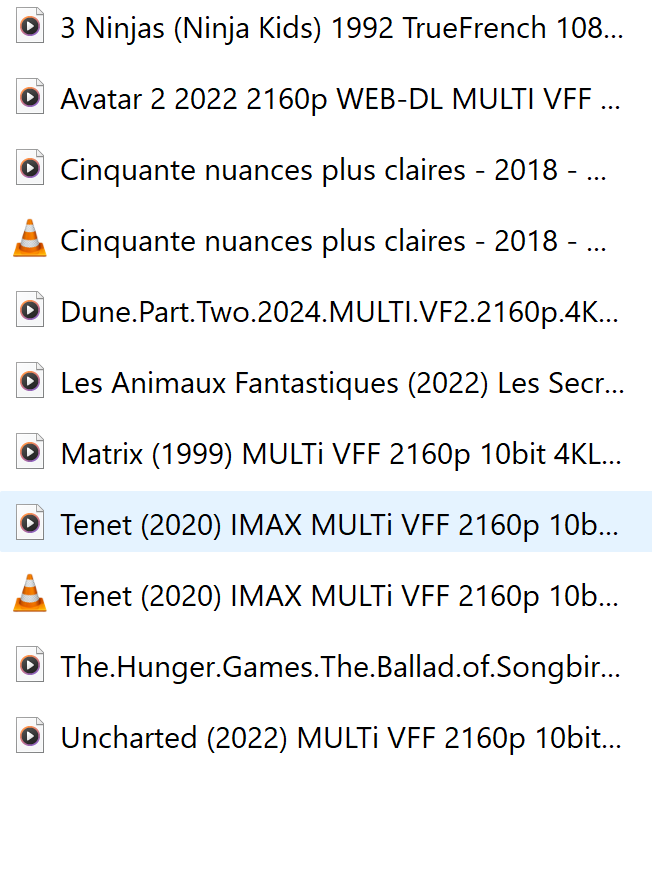 3 Ninjas (Ninja Kids) 1992 TrueFrench 108...
Avatar 2 2022 2160p WEB-DL MULTI VFF ...
Cinquante nuances plus claires - 2018 - ...
Cinquante nuances plus claires - 2018 - ...
Dune.Part.Two.2024.MULTI.VF2.2160p.4K...
Les Animaux Fantastiques (2022) Les Secr...
Matrix (1999) MULTi VFF 2160p 10bit 4KL...
Tenet (2020) IMAX MULTi VFF 2160p 10b...
Tenet (2020) IMAX MULTi VFF 2160p 10b...
The.Hunger.Games.The.Ballad.of.Songbir...
Uncharted (2022) MULTi VFF 2160p 10bit...